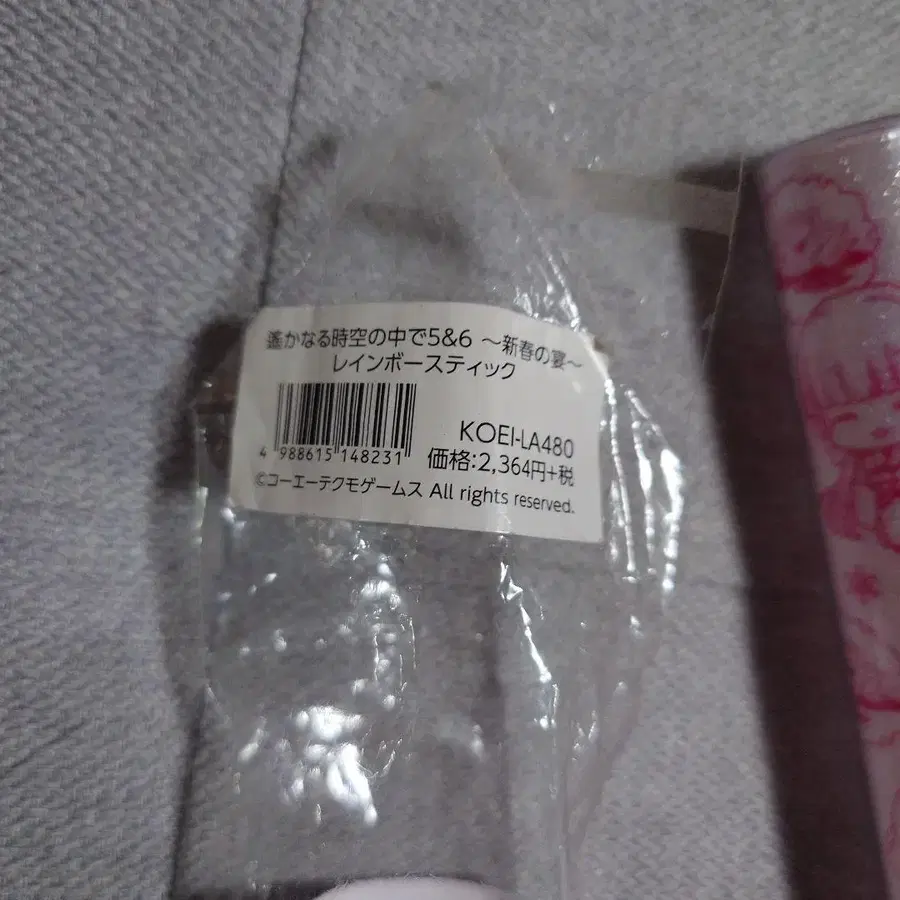 遙かなる時空の中で5&6 ～新春の宴～
レインボースティック
KOEI-LA480
4 988615 148231
価格:2,364円+税
©コーエーテクモゲームス All rights reserved.